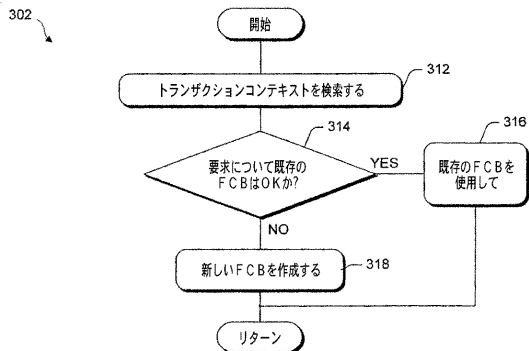 302
開始
トランザクションコンテキストを検索する
312
314
要求について既存の
FCBはOKか?
YES
316
既存のFCBを
使用して
NO
新しいFCBを作成する
318
リターン